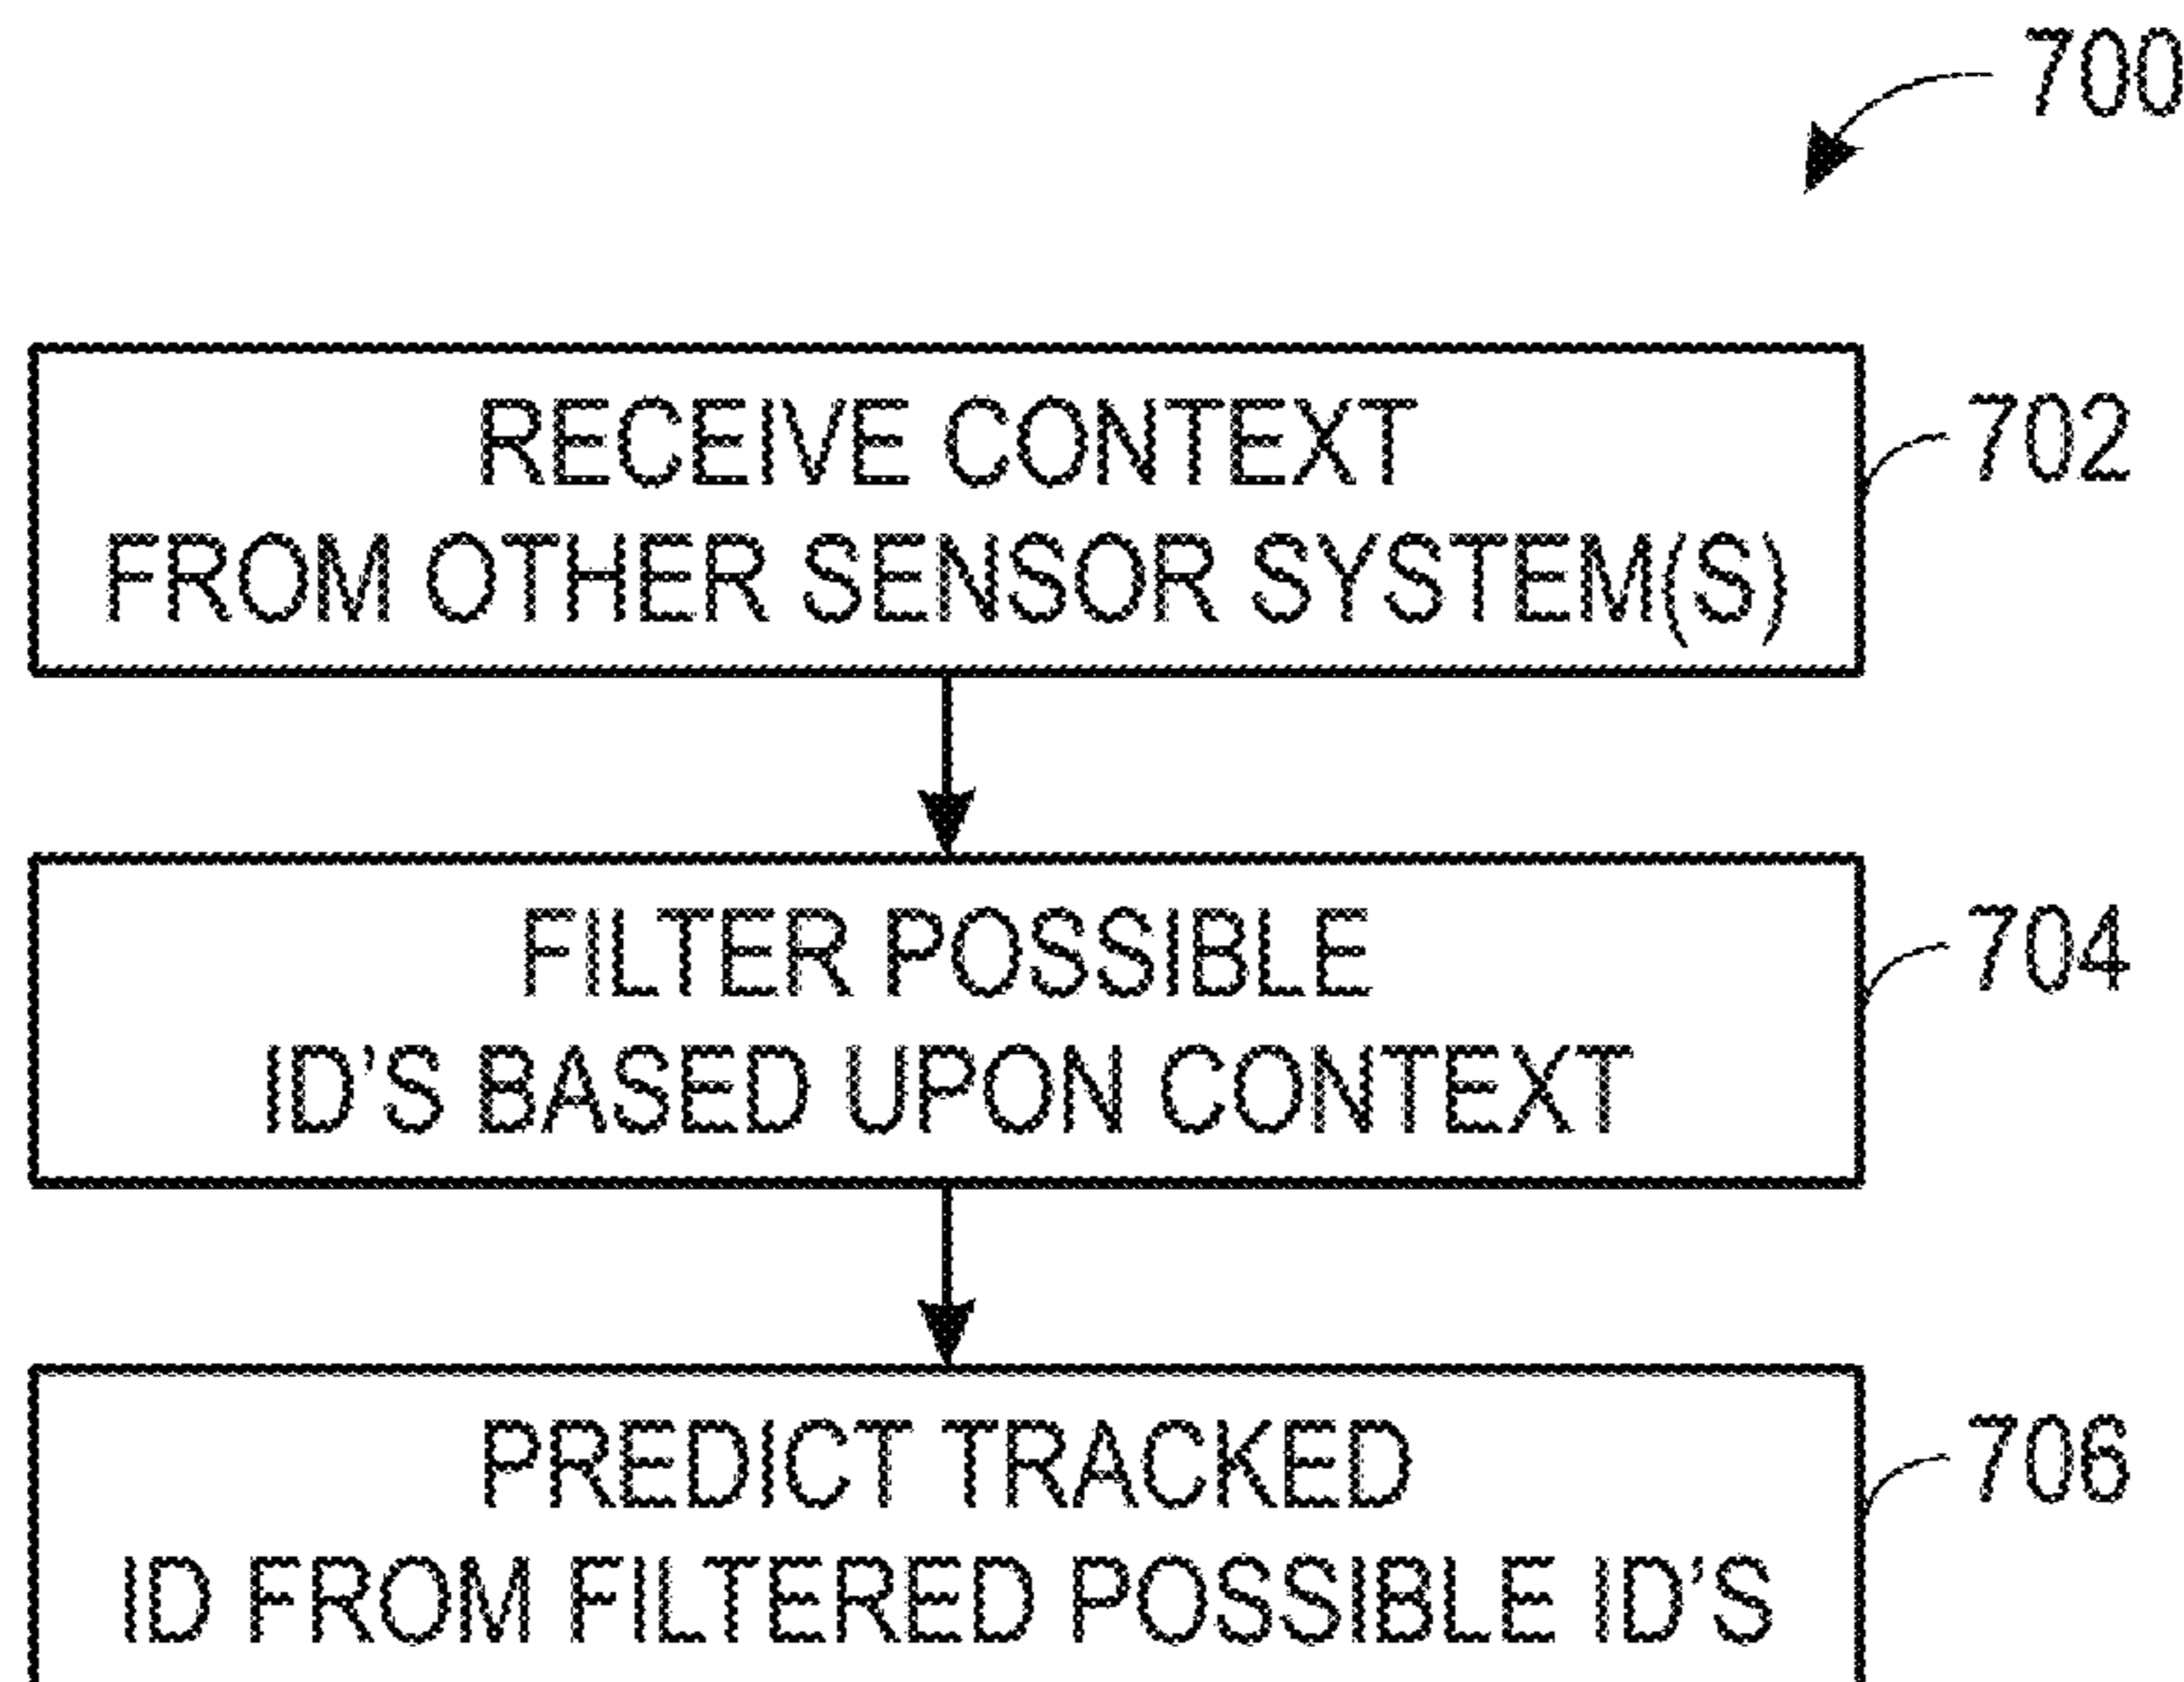 700
RECEIVE CONTEXT
FROM OTHER SENSOR SYSTEM(S)
702
FILTER POSSIBLE
ID'S BASED UPON CONTEXT
704
PREDICT TRACKED
ID FROM FILTERED POSSIBLE ID'S
706